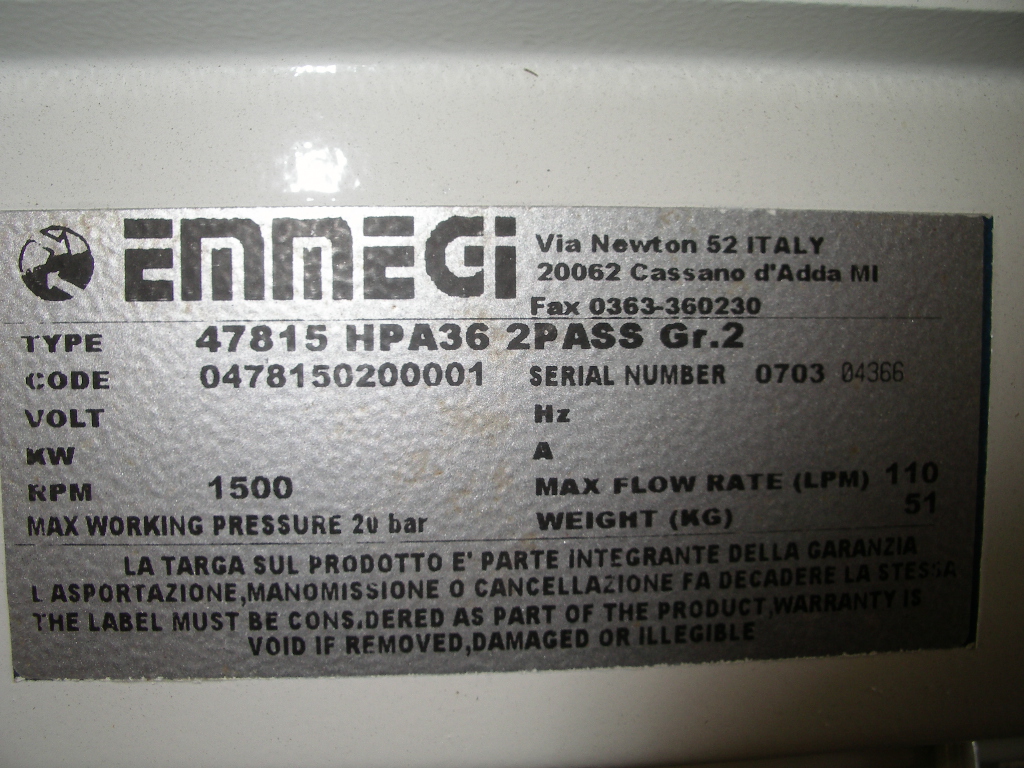 EMMEGi
Via Newton 52 ITALY
20062 Cassano d'Adda MI
Fax 0363-360230
TYPE 47815 HPA36 2PASS Gr.2
CODE 0478150200001 SERIAL NUMBER 0703 04366
VOLT Hz
KW A
RPM 1500 MAX FLOW RATE (LPM) 110
MAX WORKING PRESSURE 20 bar WEIGHT (KG) 51
LA TARGA SUL PRODOTTO E' PARTE INTEGRANTE DELLA GARANZIA
L ASPORTAZIONE,MANOMISSIONE O CANCELLAZIONE FA DECADERE LA STESSA
THE LABEL MUST BE CONS.DERED AS PART OF THE PRODUCT,WARRANTY IS
VOID IF REMOVED,DAMAGED OR ILLEGIBLE